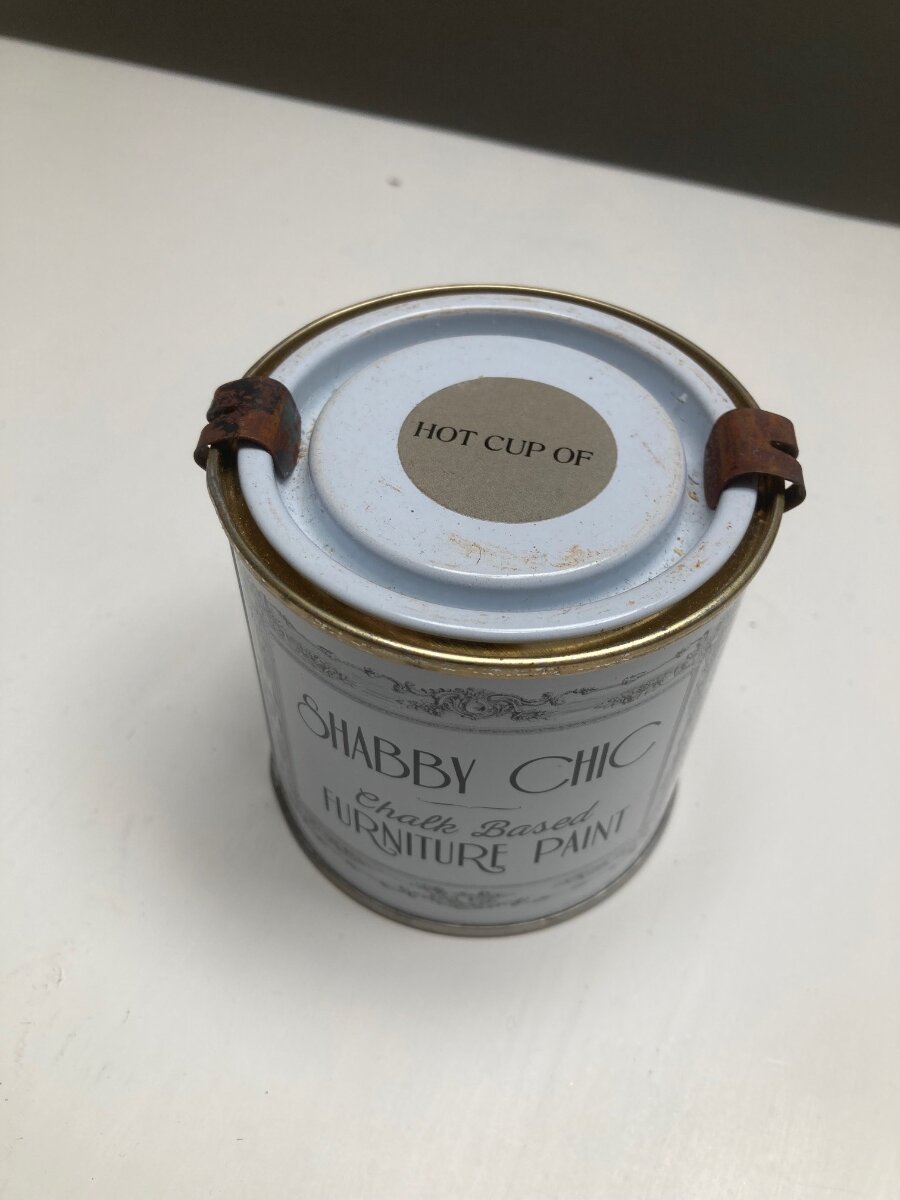 HOT CUP OF
SHABBY CHIC
Chalk Based
FURNITURE PAINT